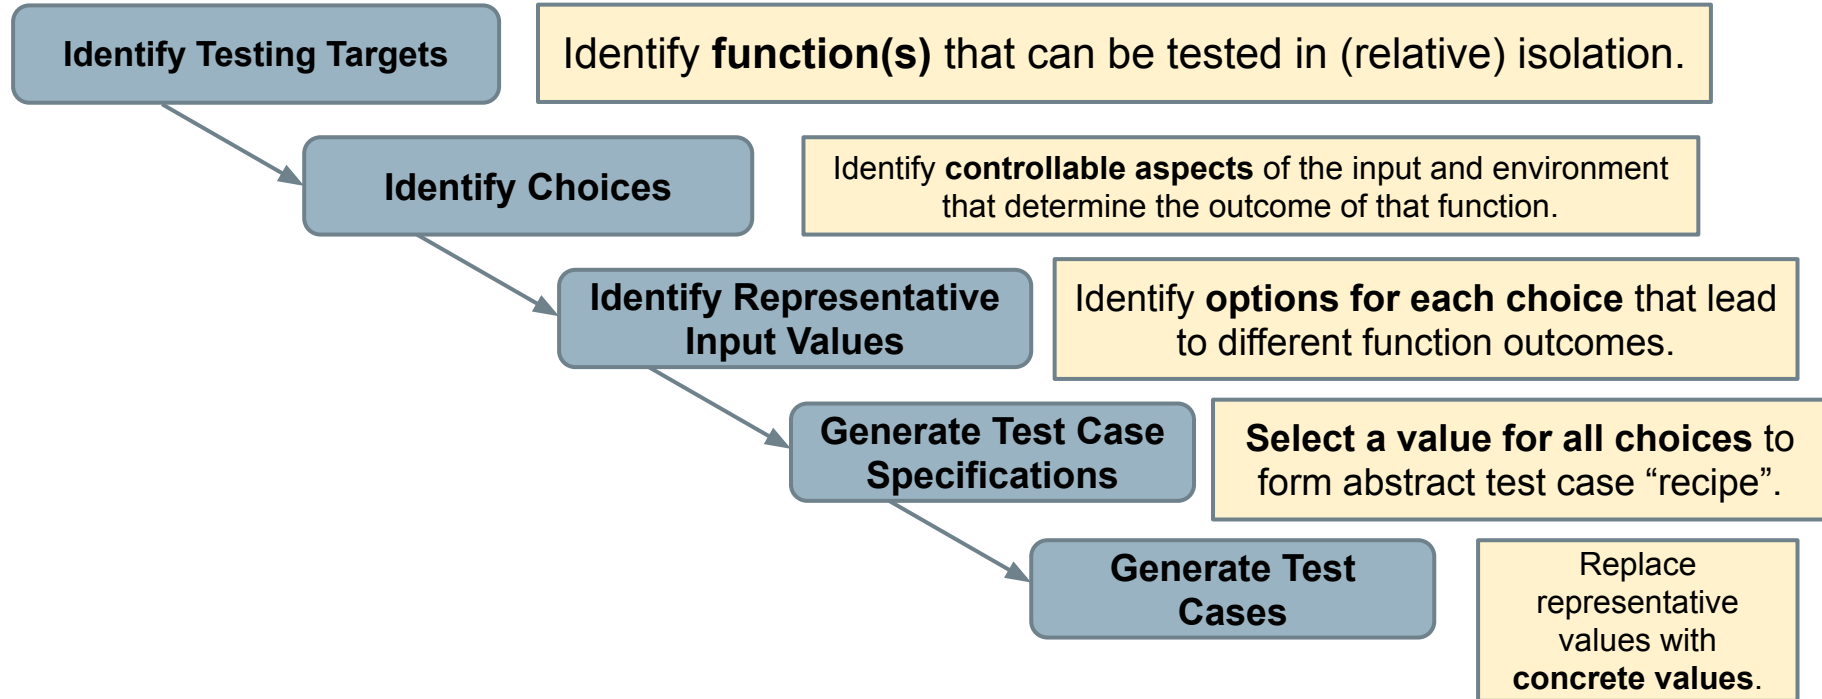 Identify Testing Targets
Identify function(s) that can be tested in (relative) isolation.
Identify Choices
Identify controllable aspects of the input and environment
that determine the outcome of that function.
Identify Representative
Input Values
Identify options for each choice that lead
to different function outcomes.
Generate Test Case
Specifications
Select a value for all choices to
form abstract test case “recipe”.
Generate Test
Cases
Replace
representative
values with
concrete values.